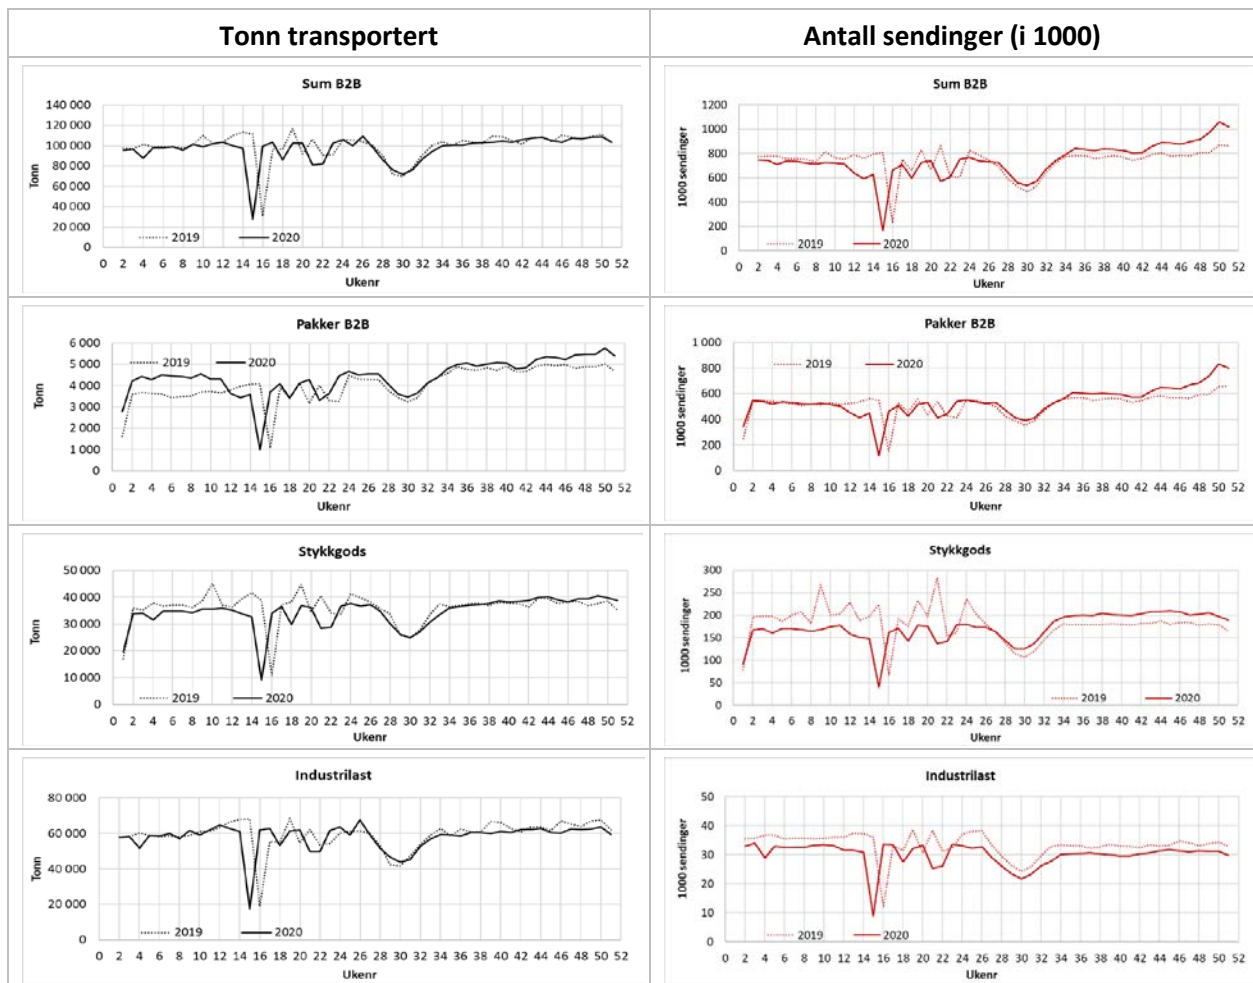 Tonn transportert
Antall sendinger (i 1000)
Sum B2B
140 000
120 000
100 000
80 000
60 000
40 000
20 000
0
Tonn
2019 2020
0 2 4 6 8 10 12 14 16 18 20 22 24 26 28 30 32 34 36 38 40 42 44 46 48 50 52
Ukenr
Sum B2B
1200
1000
800
600
400
200
0
1000 sendinger
2019 2020
0 2 4 6 8 10 12 14 16 18 20 22 24 26 28 30 32 34 36 38 40 42 44 46 48 50 52
Ukenr
Pakker B2B
6 000
5 000
4 000
3 000
2 000
1 000
0
Tonn
2019 2020
0 2 4 6 8 10 12 14 16 18 20 22 24 26 28 30 32 34 36 38 40 42 44 46 48 50 52
Ukenr
Pakker B2B
1 000
800
600
400
200
0
1000 sendinger
2019 2020
0 2 4 6 8 10 12 14 16 18 20 22 24 26 28 30 32 34 36 38 40 42 44 46 48 50 52
Ukenr
Stykkgods
50 000
40 000
30 000
20 000
10 000
0
Tonn
2019 2020
0 2 4 6 8 10 12 14 16 18 20 22 24 26 28 30 32 34 36 38 40 42 44 46 48 50 52
Ukenr
Stykkgods
300
250
200
150
100
50
0
1000 sendinger
2019 2020
0 2 4 6 8 10 12 14 16 18 20 22 24 26 28 30 32 34 36 38 40 42 44 46 48 50 52
Ukenr
Industrilast
80 000
60 000
40 000
20 000
0
Tonn
2019 2020
0 2 4 6 8 10 12 14 16 18 20 22 24 26 28 30 32 34 36 38 40 42 44 46 48 50 52
Ukenr
Industrilast
50
40
30
20
10
0
1000 sendinger
2019 2020
0 2 4 6 8 10 12 14 16 18 20 22 24 26 28 30 32 34 36 38 40 42 44 46 48 50 52
Ukenr